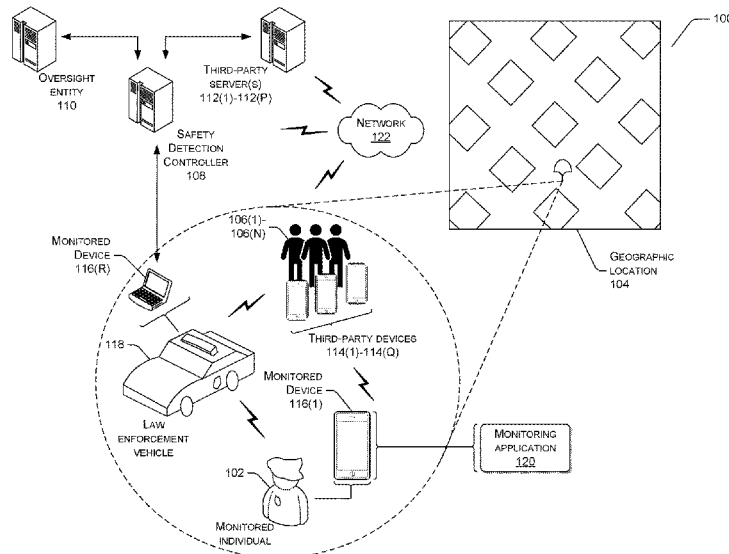 100
OVERSIGHT
ENTITY
110
THIRD-PARTY
SERVER(S)
112(1)-112(P)
SAFETY
DETECTION
CONTROLLER
108
NETWORK
122
GEOGRAPHIC
LOCATION
104
106(1)-
106(N)
MONITORED
DEVICE
116(R)
THIRD-PARTY DEVICES
114(1)-114(Q)
118
LAW
ENFORCEMENT
VEHICLE
MONITORED
DEVICE
116(1)
MONITORING
APPLICATION
120
102
MONITORED
INDIVIDUAL